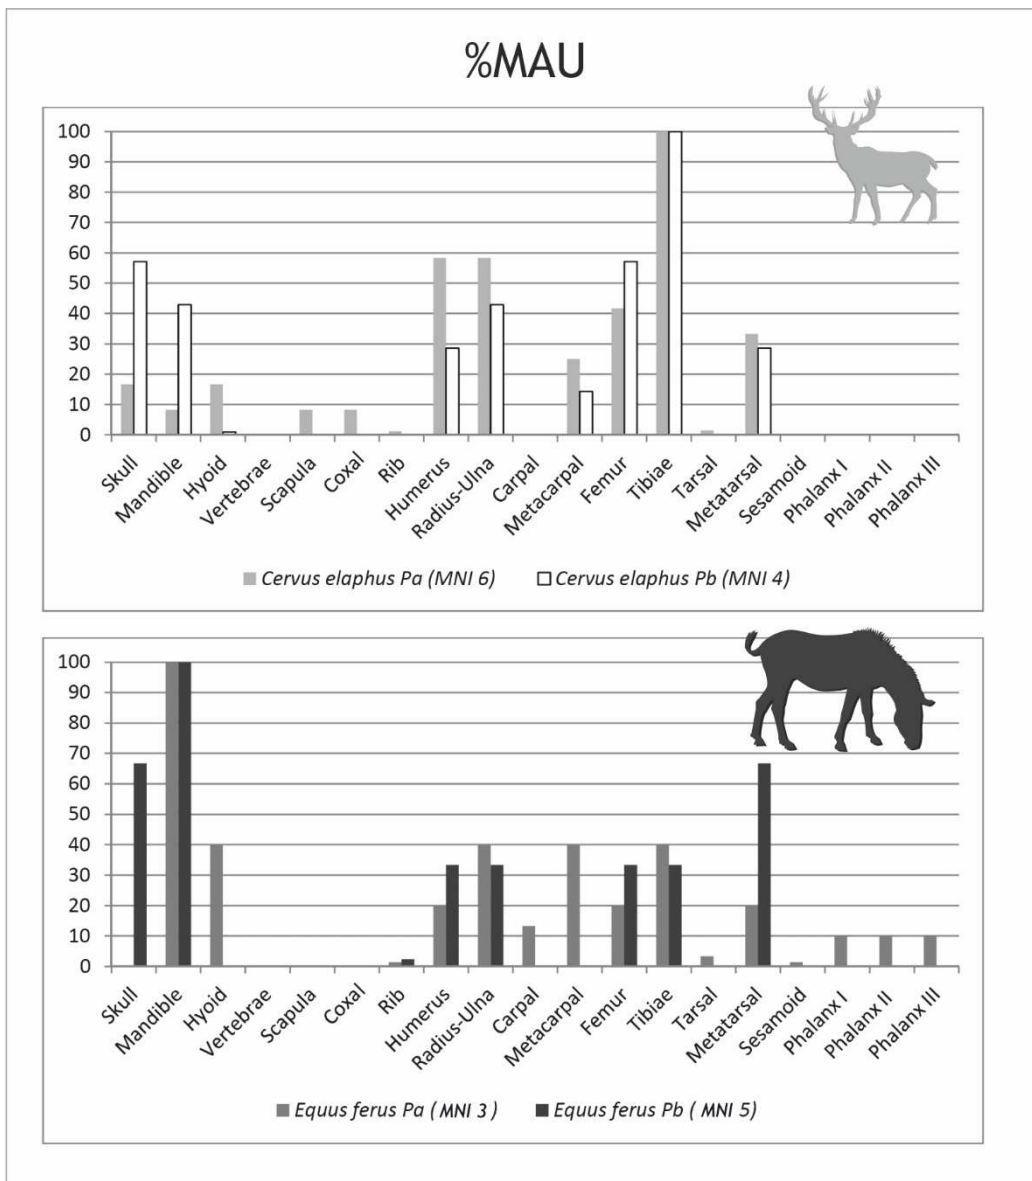 %MAU
100
90
80
70
60
50
40
30
20
10
0
Skull
Mandible
Hyoid
Vertebrae
Scapula
Coxal
Rib
Humerus
Radius-Ulna
Carpal
Metacarpal
Femur
Tibiae
Tarsal
Metatarsal
Sesamoid
Phalanx I
Phalanx II
Phalanx III
Cervus elaphus Pa (MNI 6) Cervus elaphus Pb (MNI 4)
100
90
80
70
60
50
40
30
20
10
0
Skull
Mandible
Hyoid
Vertebrae
Scapula
Coxal
Rib
Humerus
Radius-Ulna
Carpal
Metacarpal
Femur
Tibiae
Tarsal
Metatarsal
Sesamoid
Phalanx I
Phalanx II
Phalanx III
Equus ferus Pa ( MNI 3 ) Equus ferus Pb ( MNI 5)